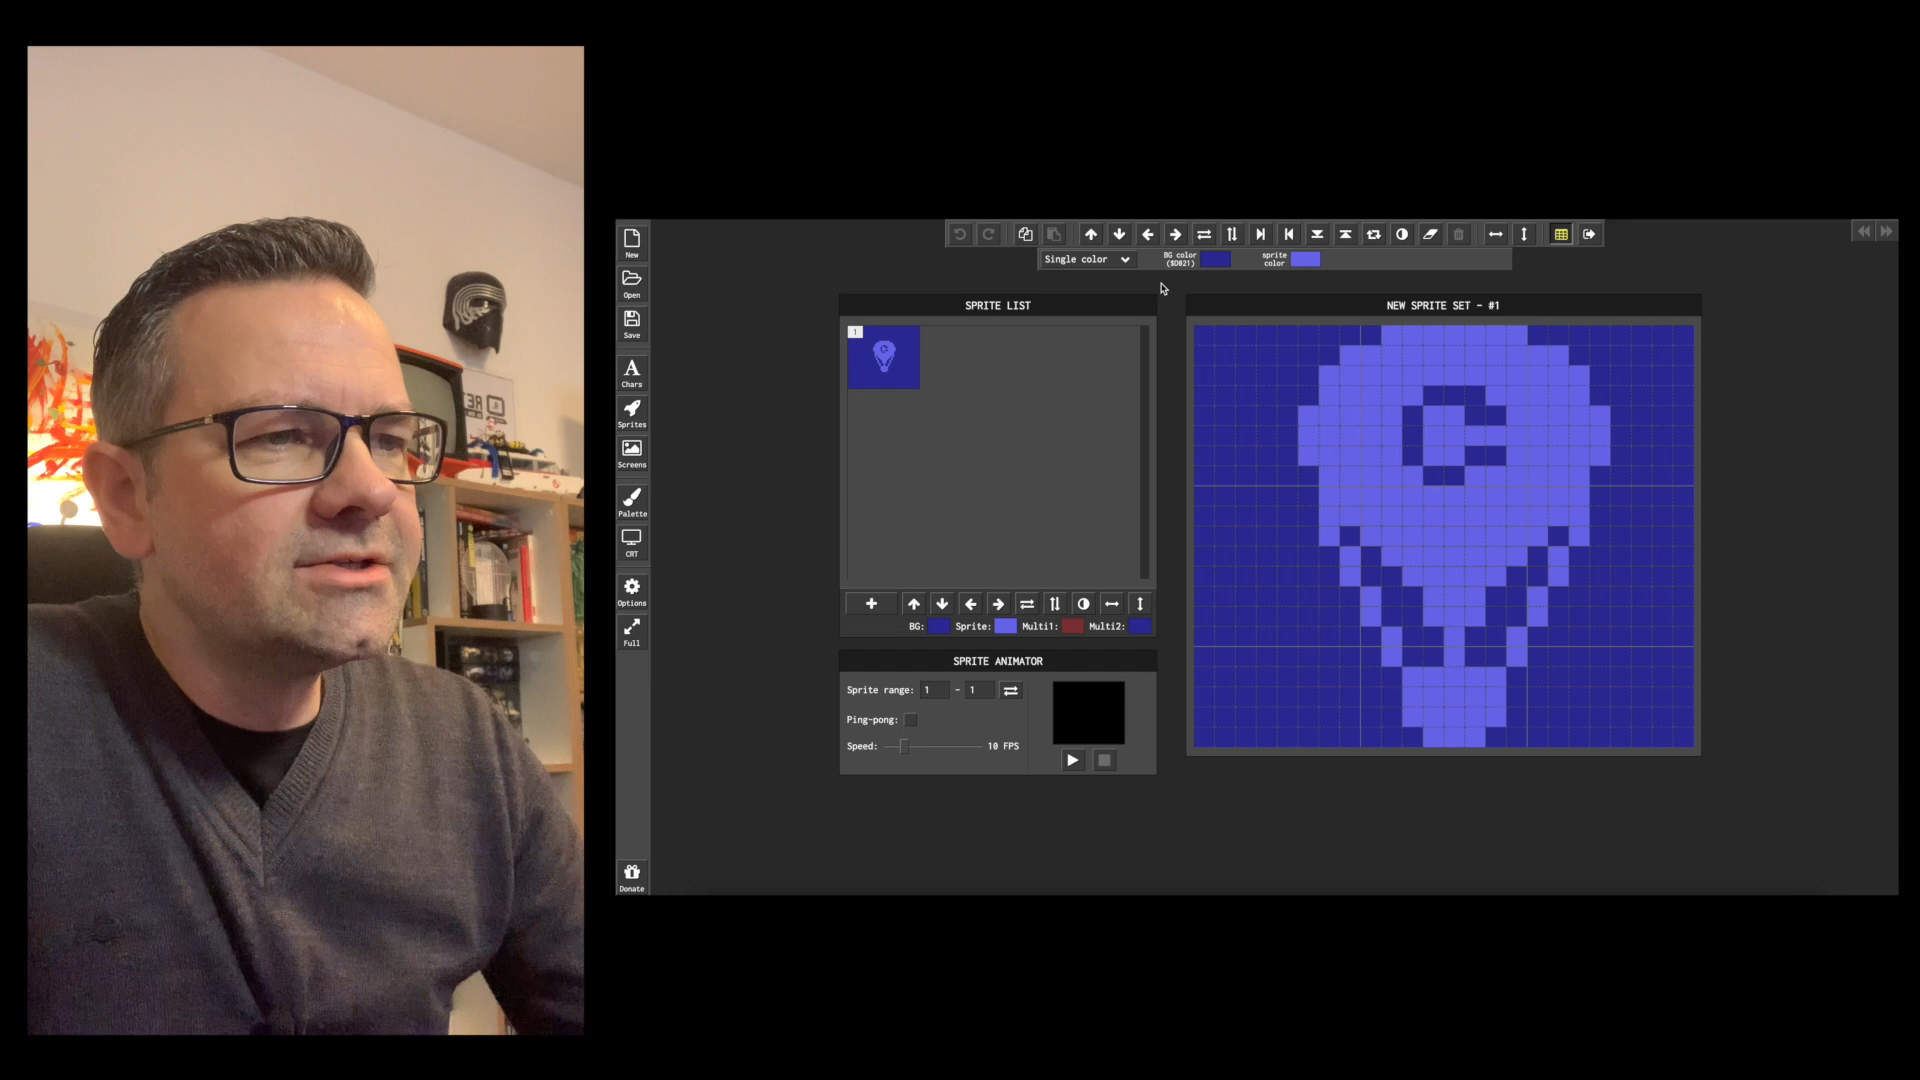 New
Open
Save
Chars
Sprites
Screens
Palette
CRT
Options
Full
Donate
Single color
BG color
($D021)
sprite
color
SPRITE LIST
1
BG:
Sprite:
Multi1:
Multi2:
SPRITE ANIMATOR
Sprite range: 1 - 1
Ping-pong:
Speed: 10 FPS
NEW SPRITE SET - #1